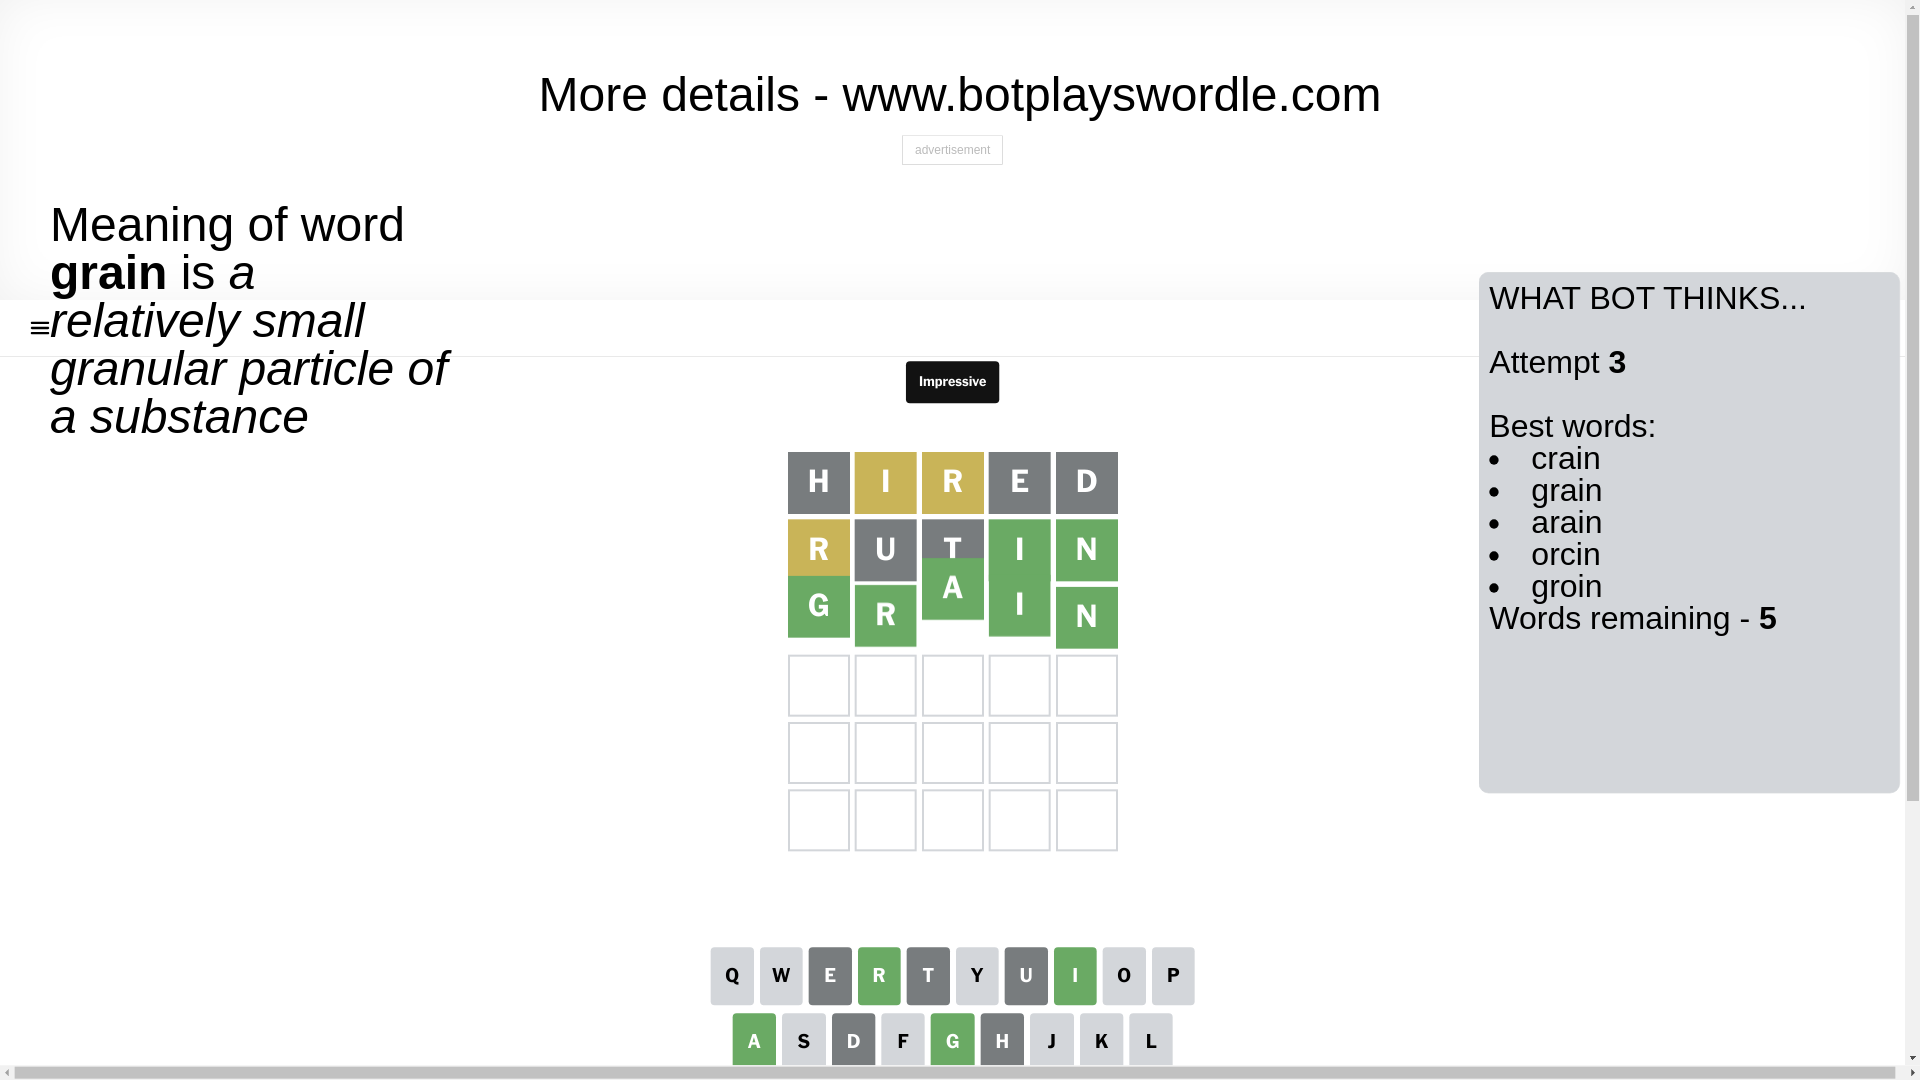 More details - www.botplayswordle.com
advertisement
Meaning of word
grain is a
relatively small
granular particle of
a substance
WHAT BOT THINKS...
Attempt 3
Best words:
• crain
• grain
• arain
• orcin
• groin
Words remaining - 5
Impressive
H I R E D
R U T I N
G R A I N
Q W E R T Y U I O P
A S D F G H J K L